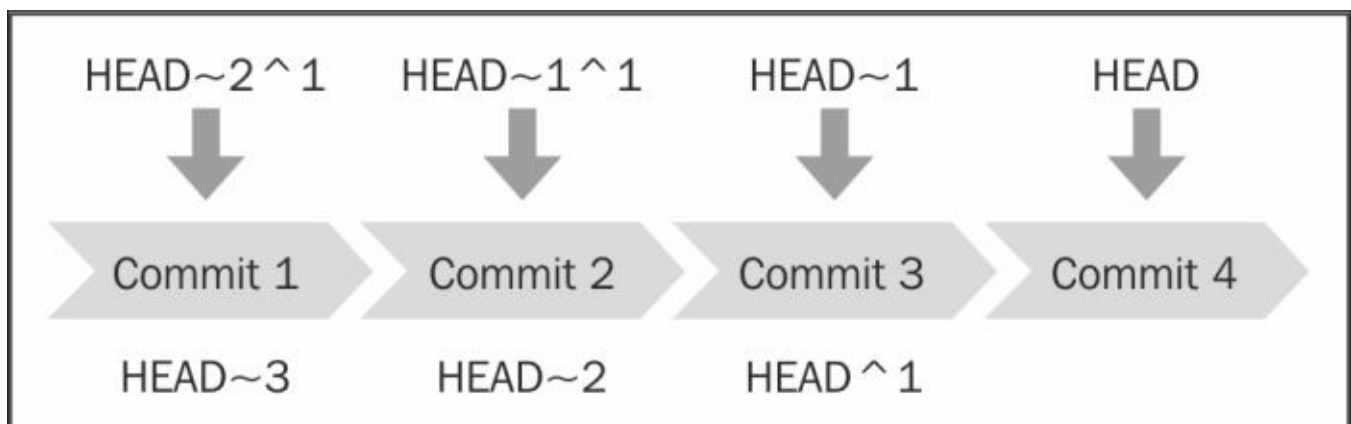 HEAD~2^1 HEAD~1^1 HEAD~1 HEAD
Commit 1 Commit 2 Commit 3 Commit 4
HEAD~3 HEAD~2 HEAD^1